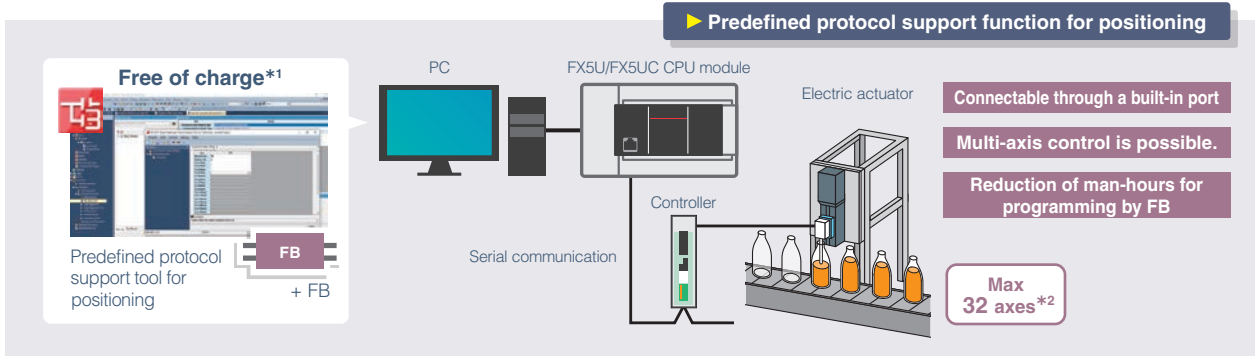 ▶ Predefined protocol support function for positioning
Free of charge*1
PC
FX5U/FX5UC CPU module
Electric actuator
Connectable through a built-in port
Multi-axis control is possible.
Reduction of man-hours for
programming by FB
Controller
Serial communication
FB
Predefined protocol
support tool for
positioning
+ FB
Max
32 axes*2